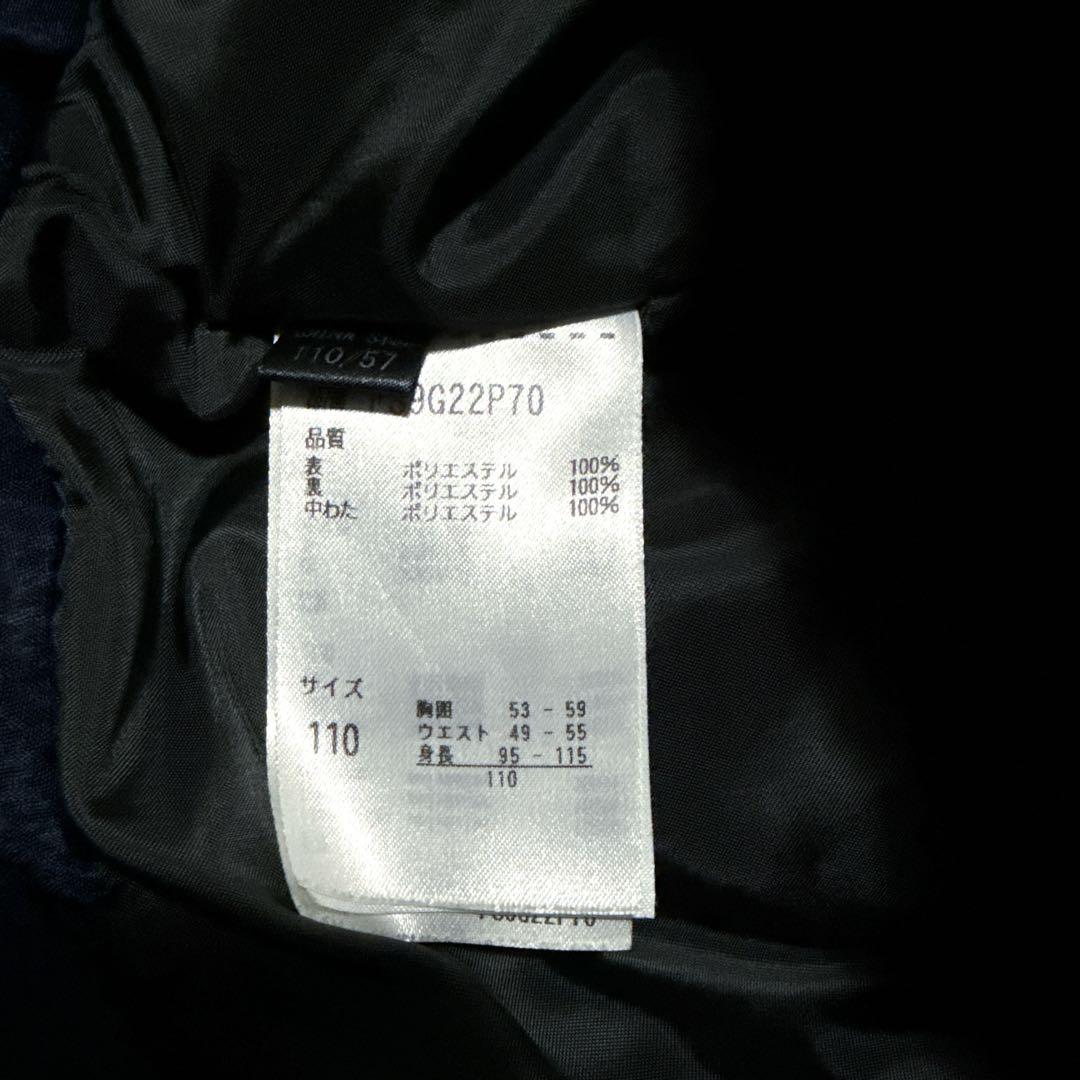 110/57
G22P70
品質
表 ポリエステル 100%
裏 ポリエステル 100%
中わた ポリエステル 100%
サイズ
110
胸囲 53 - 59
ウエスト 49 - 55
身長 95 - 115
110